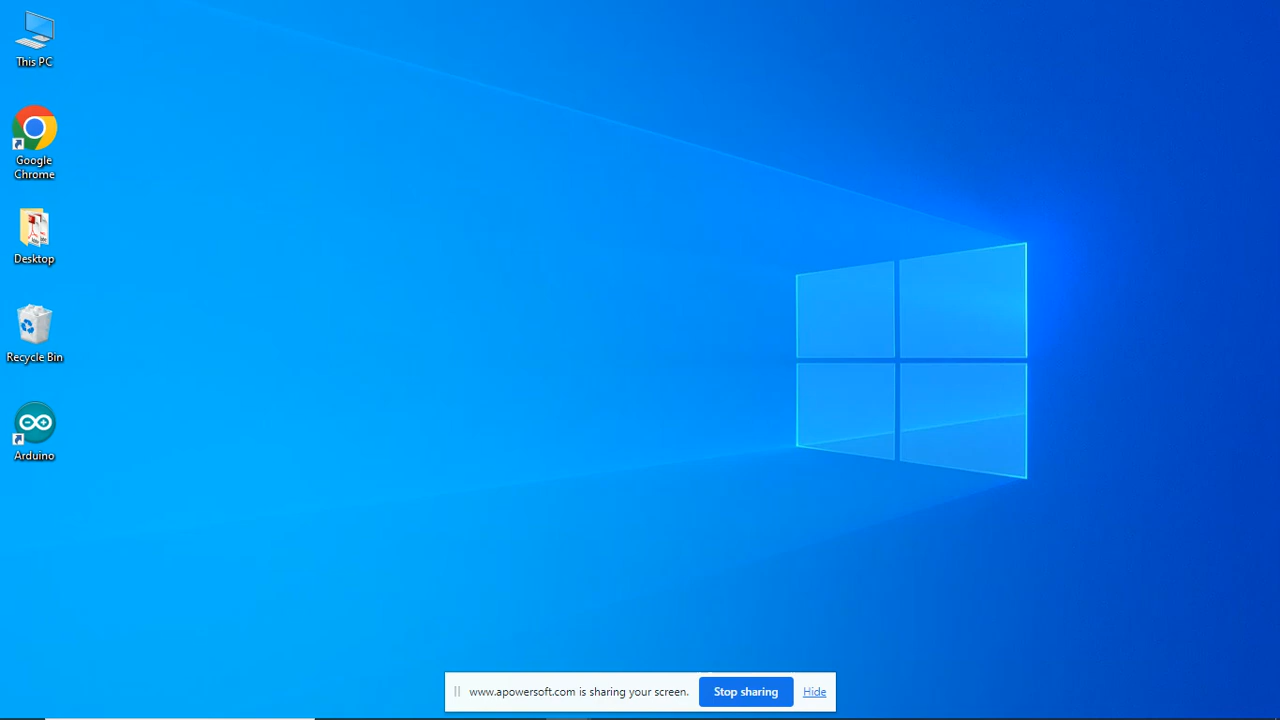 This PC
Google
Chrome
Desktop
Recycle Bin
Arduino
www.apowersoft.com is sharing your screen.
Stop sharing
Hide